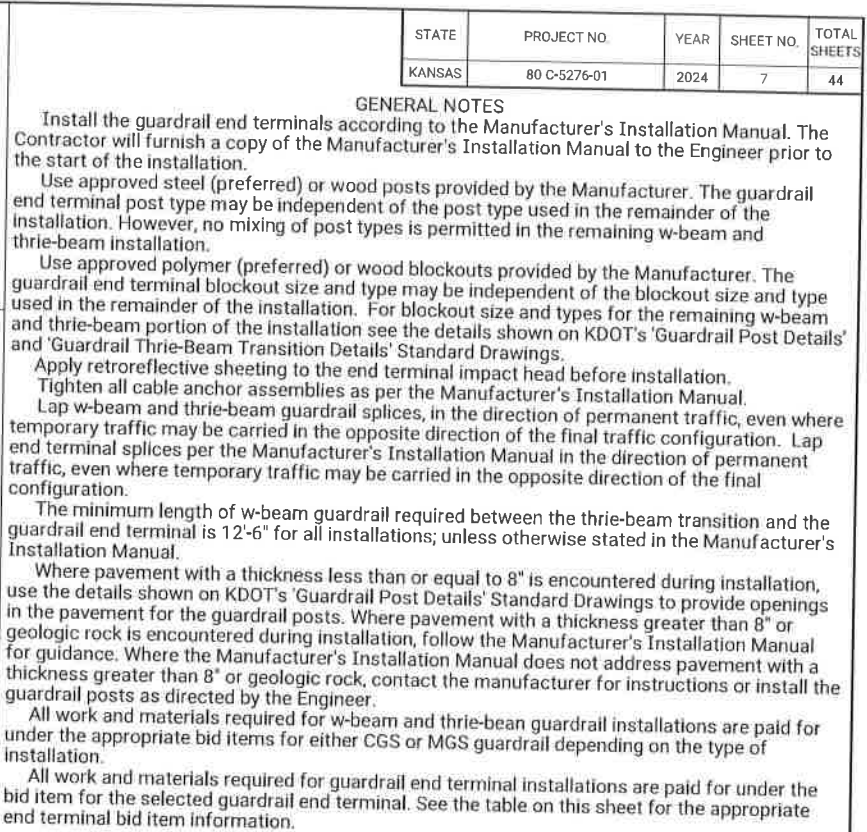 STATE PROJECT NO. YEAR SHEET NO. TOTAL SHEETS
KANSAS 80 C-5276-01 2024 7 44
GENERAL NOTES
Install the guardrail end terminals according to the Manufacturer's Installation Manual. The
Contractor will furnish a copy of the Manufacturer's Installation Manual to the Engineer prior to
the start of the installation.
Use approved steel (preferred) or wood posts provided by the Manufacturer. The guardrail
end terminal post type may be independent of the post type used in the remainder of the
installation. However, no mixing of post types is permitted in the remaining w-beam and
thrie-beam installation.
Use approved polymer (preferred) or wood blockouts provided by the Manufacturer. The
guardrail end terminal blockout size and type may be independent of the blockout size and type
used in the remainder of the installation. For blockout size and types for the remaining w-beam
and thrie-beam portion of the installation see the details shown on KDOT's 'Guardrail Post Details'
and 'Guardrail Thrie-Beam Transition Details' Standard Drawings.
Apply retroreflective sheeting to the end terminal impact head before installation.
Tighten all cable anchor assemblies as per the Manufacturer's Installation Manual.
Lap w-beam and thrie-beam guardrail splices, in the direction of permanent traffic, even where
temporary traffic may be carried in the opposite direction of the final traffic configuration. Lap
end terminal splices per the Manufacturer's Installation Manual in the direction of permanent
traffic, even where temporary traffic may be carried in the opposite direction of the final
configuration.
The minimum length of w-beam guardrail required between the thrie-beam transition and the
guardrail end terminal is 12'-6" for all installations; unless otherwise stated in the Manufacturer's
Installation Manual.
Where pavement with a thickness less than or equal to 8" is encountered during installation,
use the details shown on KDOT's 'Guardrail Post Details' Standard Drawings to provide openings
in the pavement for the guardrail posts. Where pavement with a thickness greater than 8" or
geologic rock is encountered during installation, follow the Manufacturer's Installation Manual
for guidance. Where the Manufacturer's Installation Manual does not address pavement with a
thickness greater than 8" or geologic rock, contact the manufacturer for instructions or install the
guardrail posts as directed by the Engineer.
All work and materials required for w-beam and thrie-bean guardrail installations are paid for
under the appropriate bid items for either CGS or MGS guardrail depending on the type of
installation.
All work and materials required for guardrail end terminal installations are paid for under the
bid item for the selected guardrail end terminal. See the table on this sheet for the appropriate
end terminal bid item information.